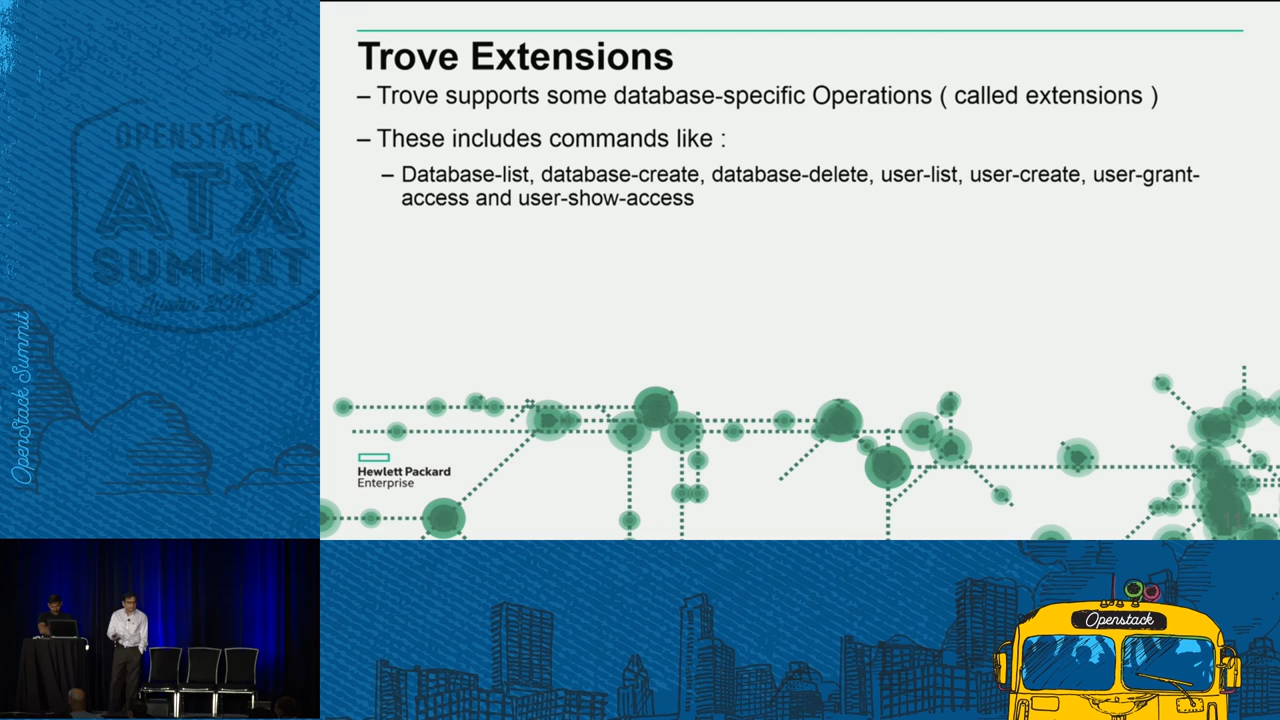 Trove Extensions
– Trove supports some database-specific Operations ( called extensions )
– These includes commands like :
– Database-list, database-create, database-delete, user-list, user-create, user-grant-
access and user-show-access
Hewlett Packard
Enterprise
OPENSTACK
ATX
SUMMIT
Austin 2016
OpenStack Summit
Openstack